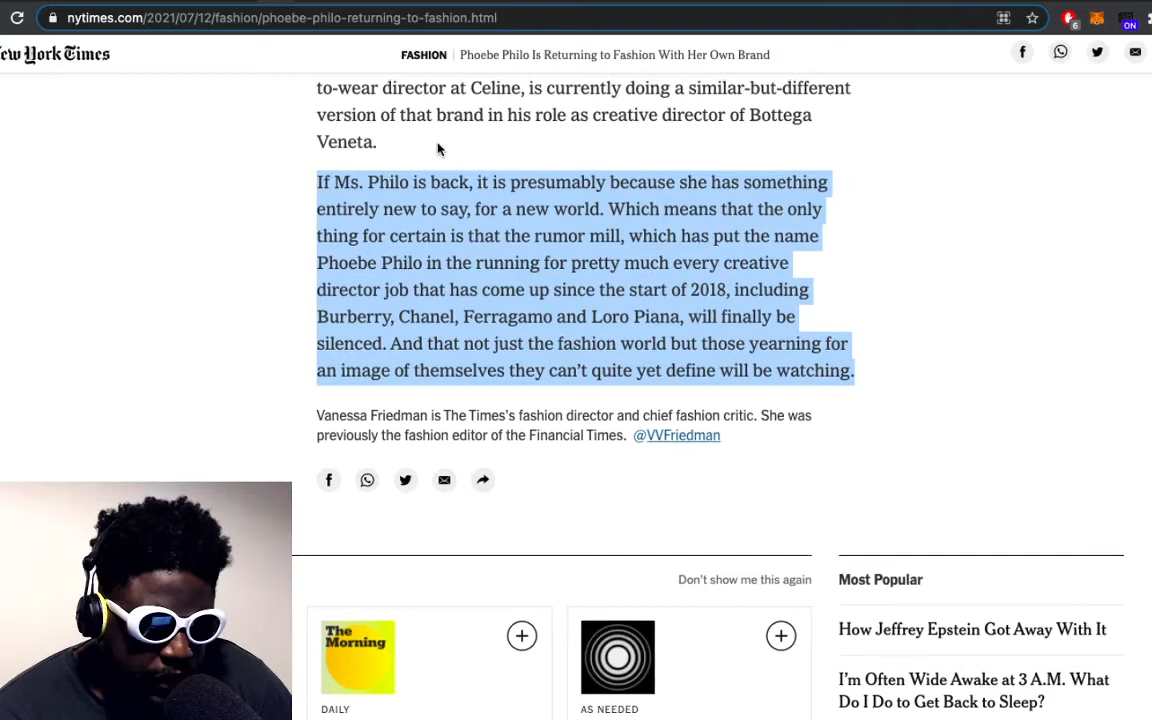 nytimes.com/2021/07/12/fashion/phoebe-philo-returning-to-fashion.html
6
ON
ew York Times
FASHION | Phoebe Philo Is Returning to Fashion With Her Own Brand
to-wear director at Celine, is currently doing a similar-but-different
version of that brand in his role as creative director of Bottega
Veneta.
If Ms. Philo is back, it is presumably because she has something
entirely new to say, for a new world. Which means that the only
thing for certain is that the rumor mill, which has put the name
Phoebe Philo in the running for pretty much every creative
director job that has come up since the start of 2018, including
Burberry, Chanel, Ferragamo and Loro Piana, will finally be
silenced. And that not just the fashion world but those yearning for
an image of themselves they can’t quite yet define will be watching.
Vanessa Friedman is The Times's fashion director and chief fashion critic. She was
previously the fashion editor of the Financial Times. @VVFriedman
Don't show me this again
The
Morning
DAILY
AS NEEDED
Most Popular
How Jeffrey Epstein Got Away With It
I’m Often Wide Awake at 3 A.M. What
Do I Do to Get Back to Sleep?